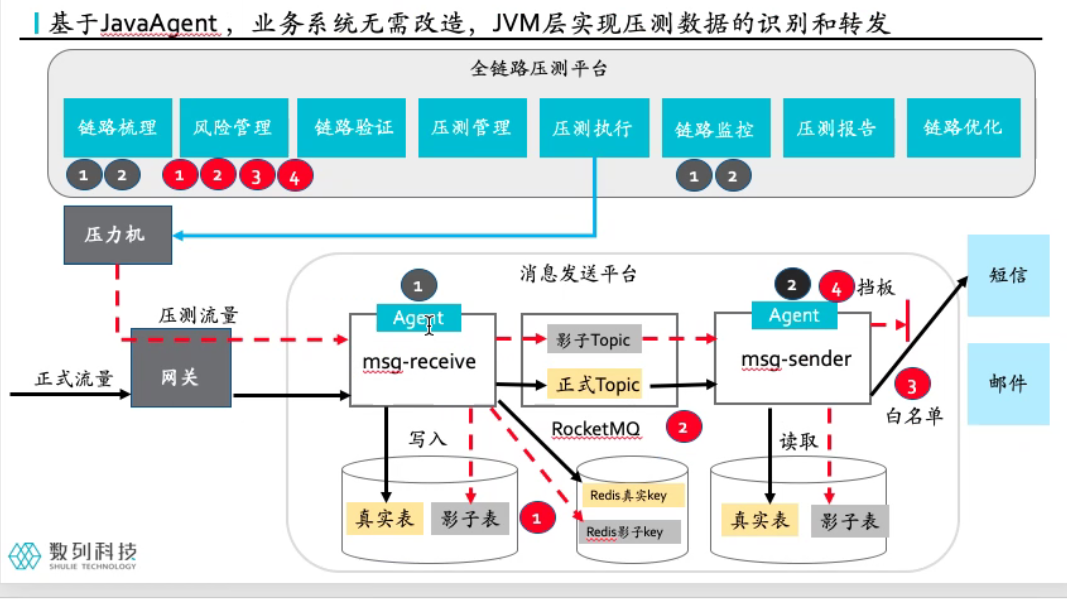 基于JavaAgent ，业务系统无需改造，JVM层实现压测数据的识别和转发
全链路压测平台
链路梳理 风险管理 链路验证 压测管理 压测执行 链路监控 压测报告 链路优化
1 2 1 2 3 4 1 2
压力机
消息发送平台
短信
1 2 4 挡板
压测流量
Agent Agent
影子Topic
msg-receive msg-sender
正式流量 网关
正式Topic
3
邮件
白名单
RocketMQ 2
写入 读取
Redis真实key
真实表 影子表 1 真实表 影子表
Redis影子key
数列科技
SHULIE TECHNOLOGY